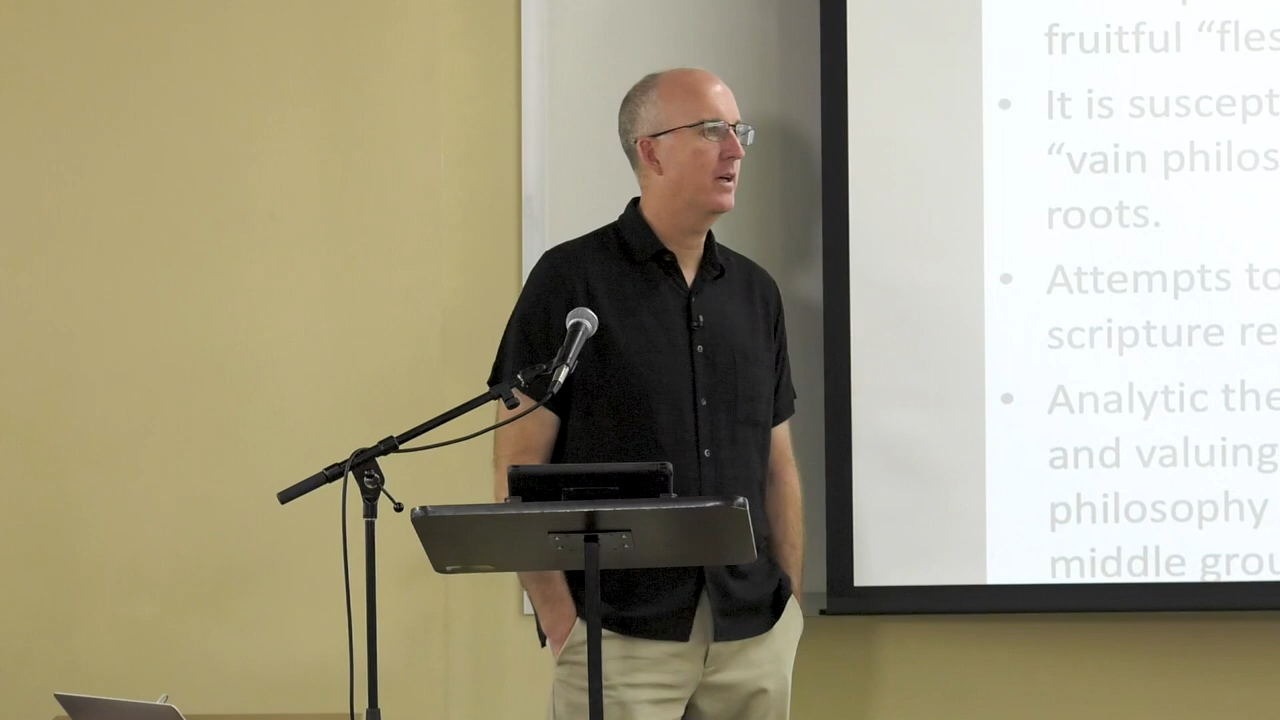 fruitful “fles
• It is suscept
“vain philos
roots.
• Attempts to
scripture re
• Analytic the
and valuing
philosophy
middle grou